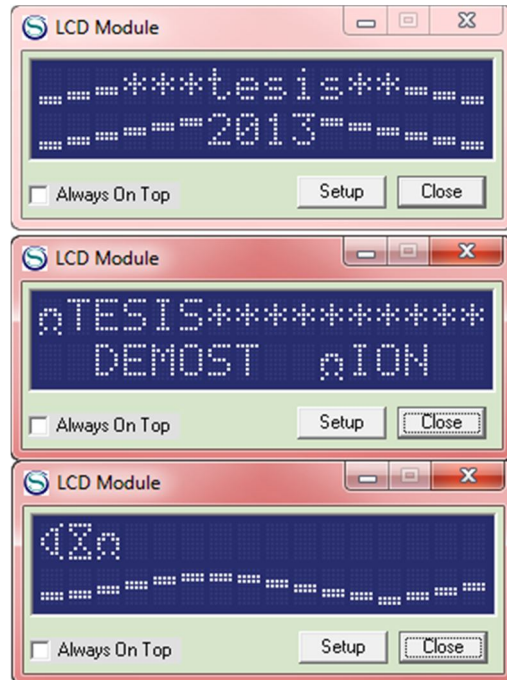 LCD Module
***tesis**
2013
Always On Top Setup Close
LCD Module
TESIS**********
DEMOST ION
Always On Top Setup Close
LCD Module
Always On Top Setup Close